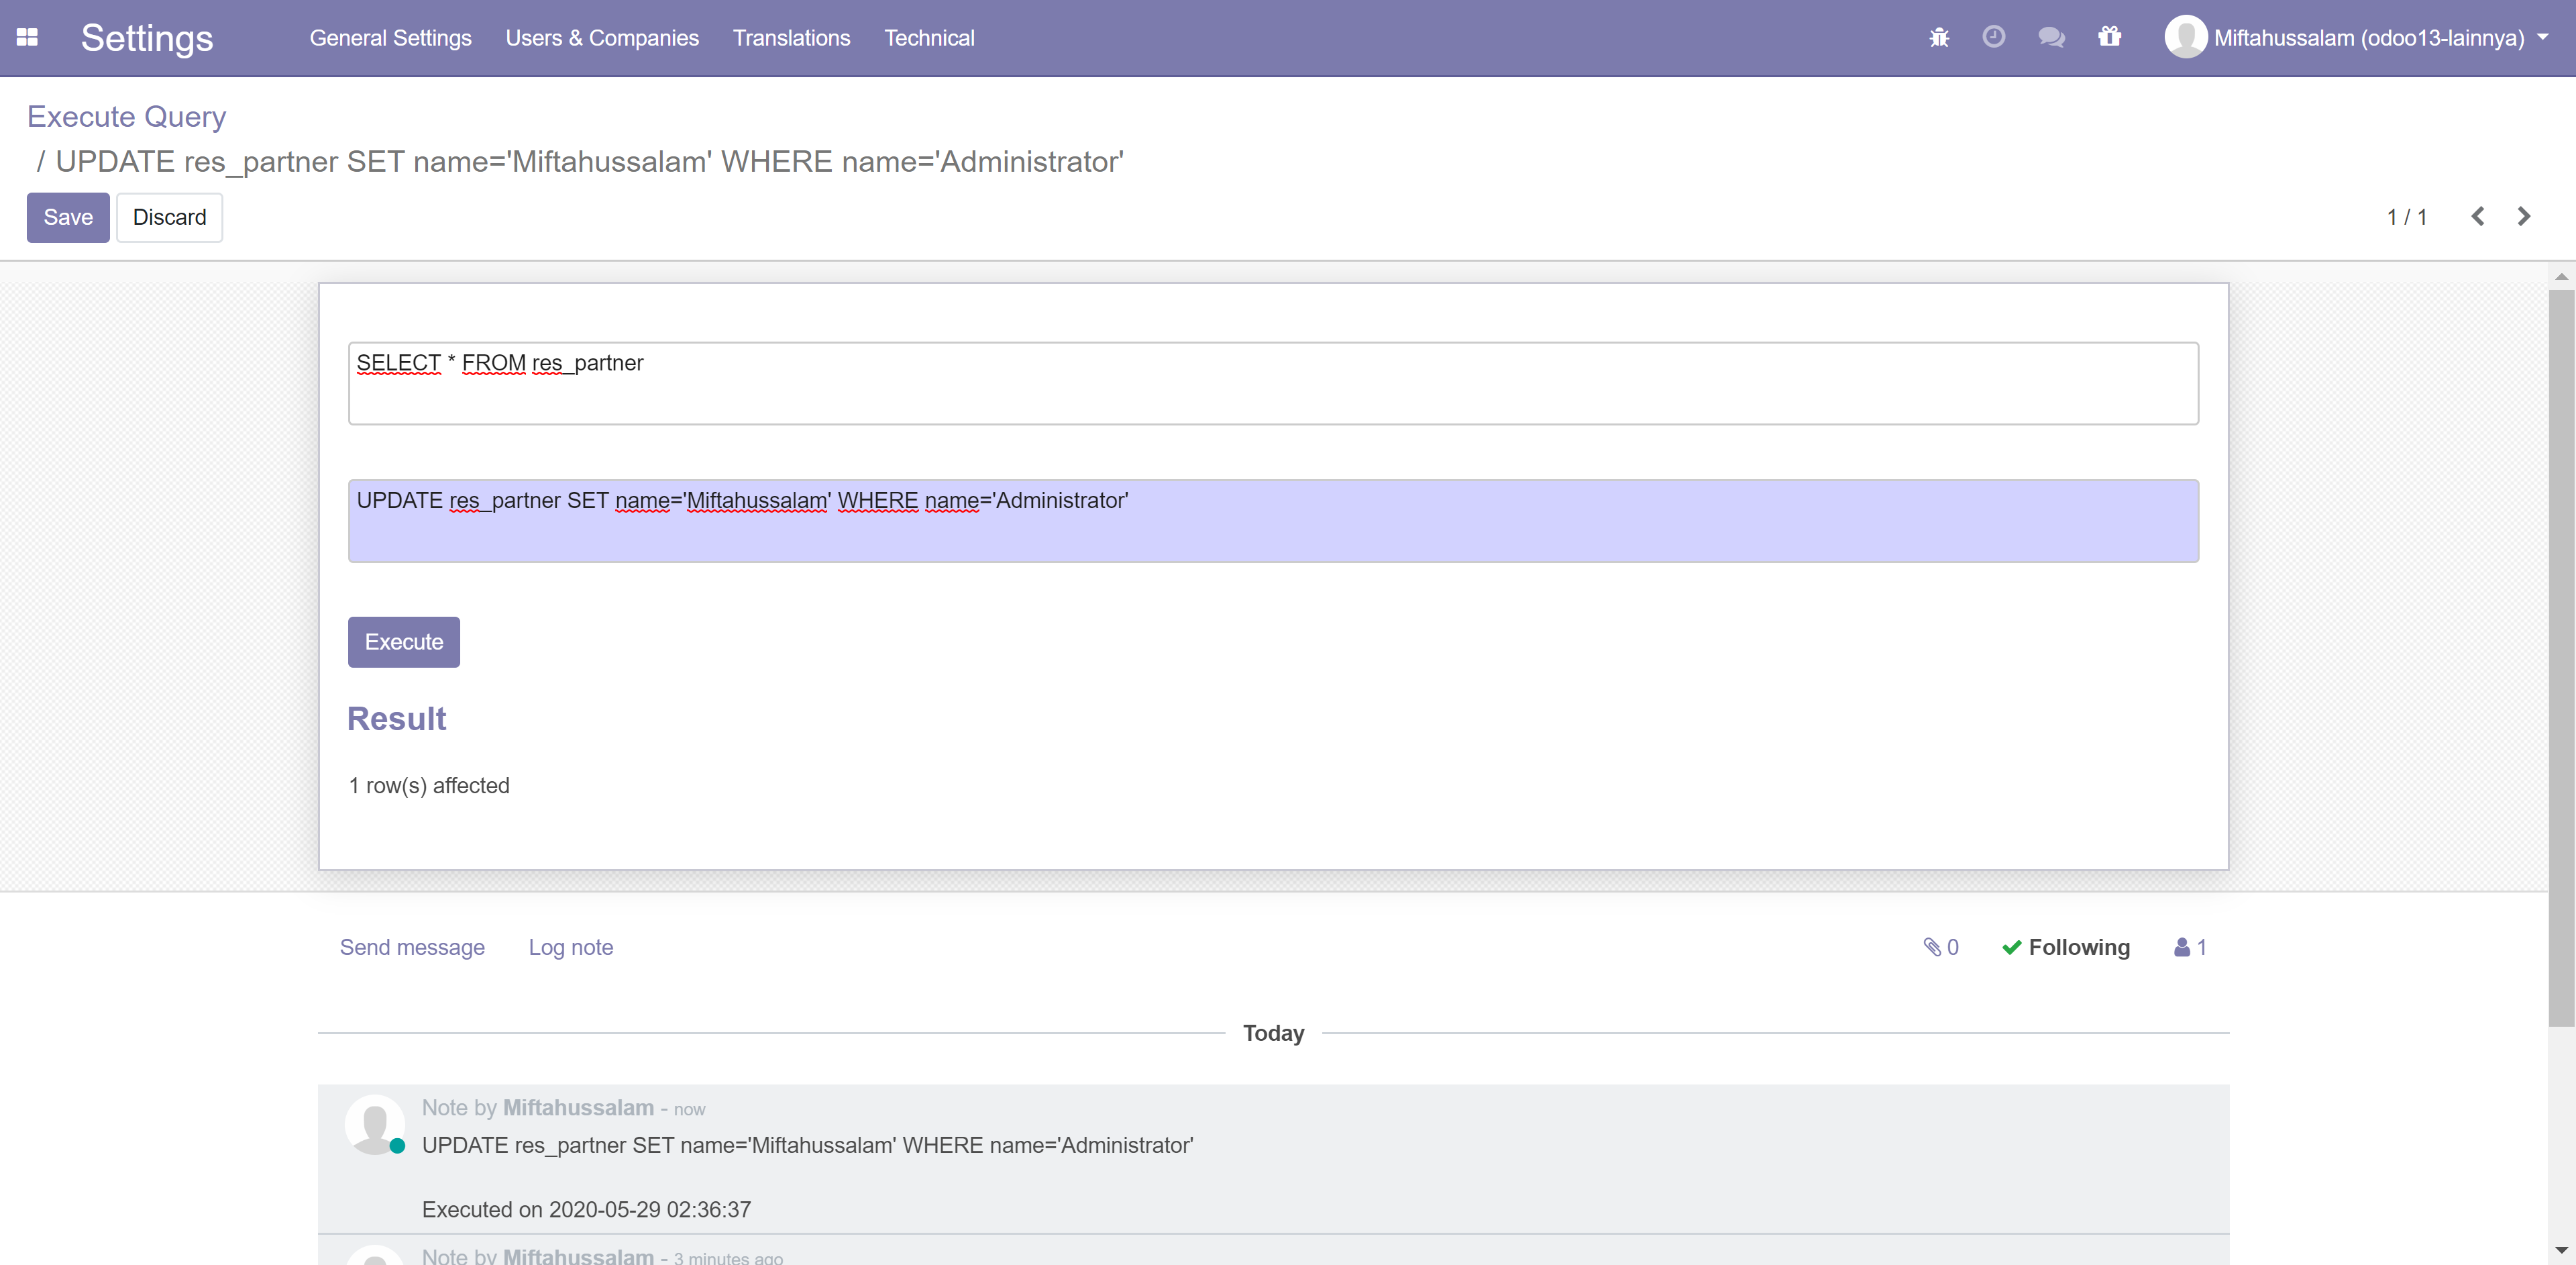 Settings General Settings Users & Companies Translations Technical Miftahussalam (odoo13-lainnya)
Execute Query
/ UPDATE res_partner SET name='Miftahussalam' WHERE name='Administrator'
Save Discard 1 / 1
SELECT * FROM res_partner
UPDATE res_partner SET name='Miftahussalam' WHERE name='Administrator'
Execute
Result
1 row(s) affected
Send message Log note 0 Following 1
Today
Note by Miftahussalam - now
UPDATE res_partner SET name='Miftahussalam' WHERE name='Administrator'
Executed on 2020-05-29 02:36:37
Note by Miftahussalam - 3 minutes ago